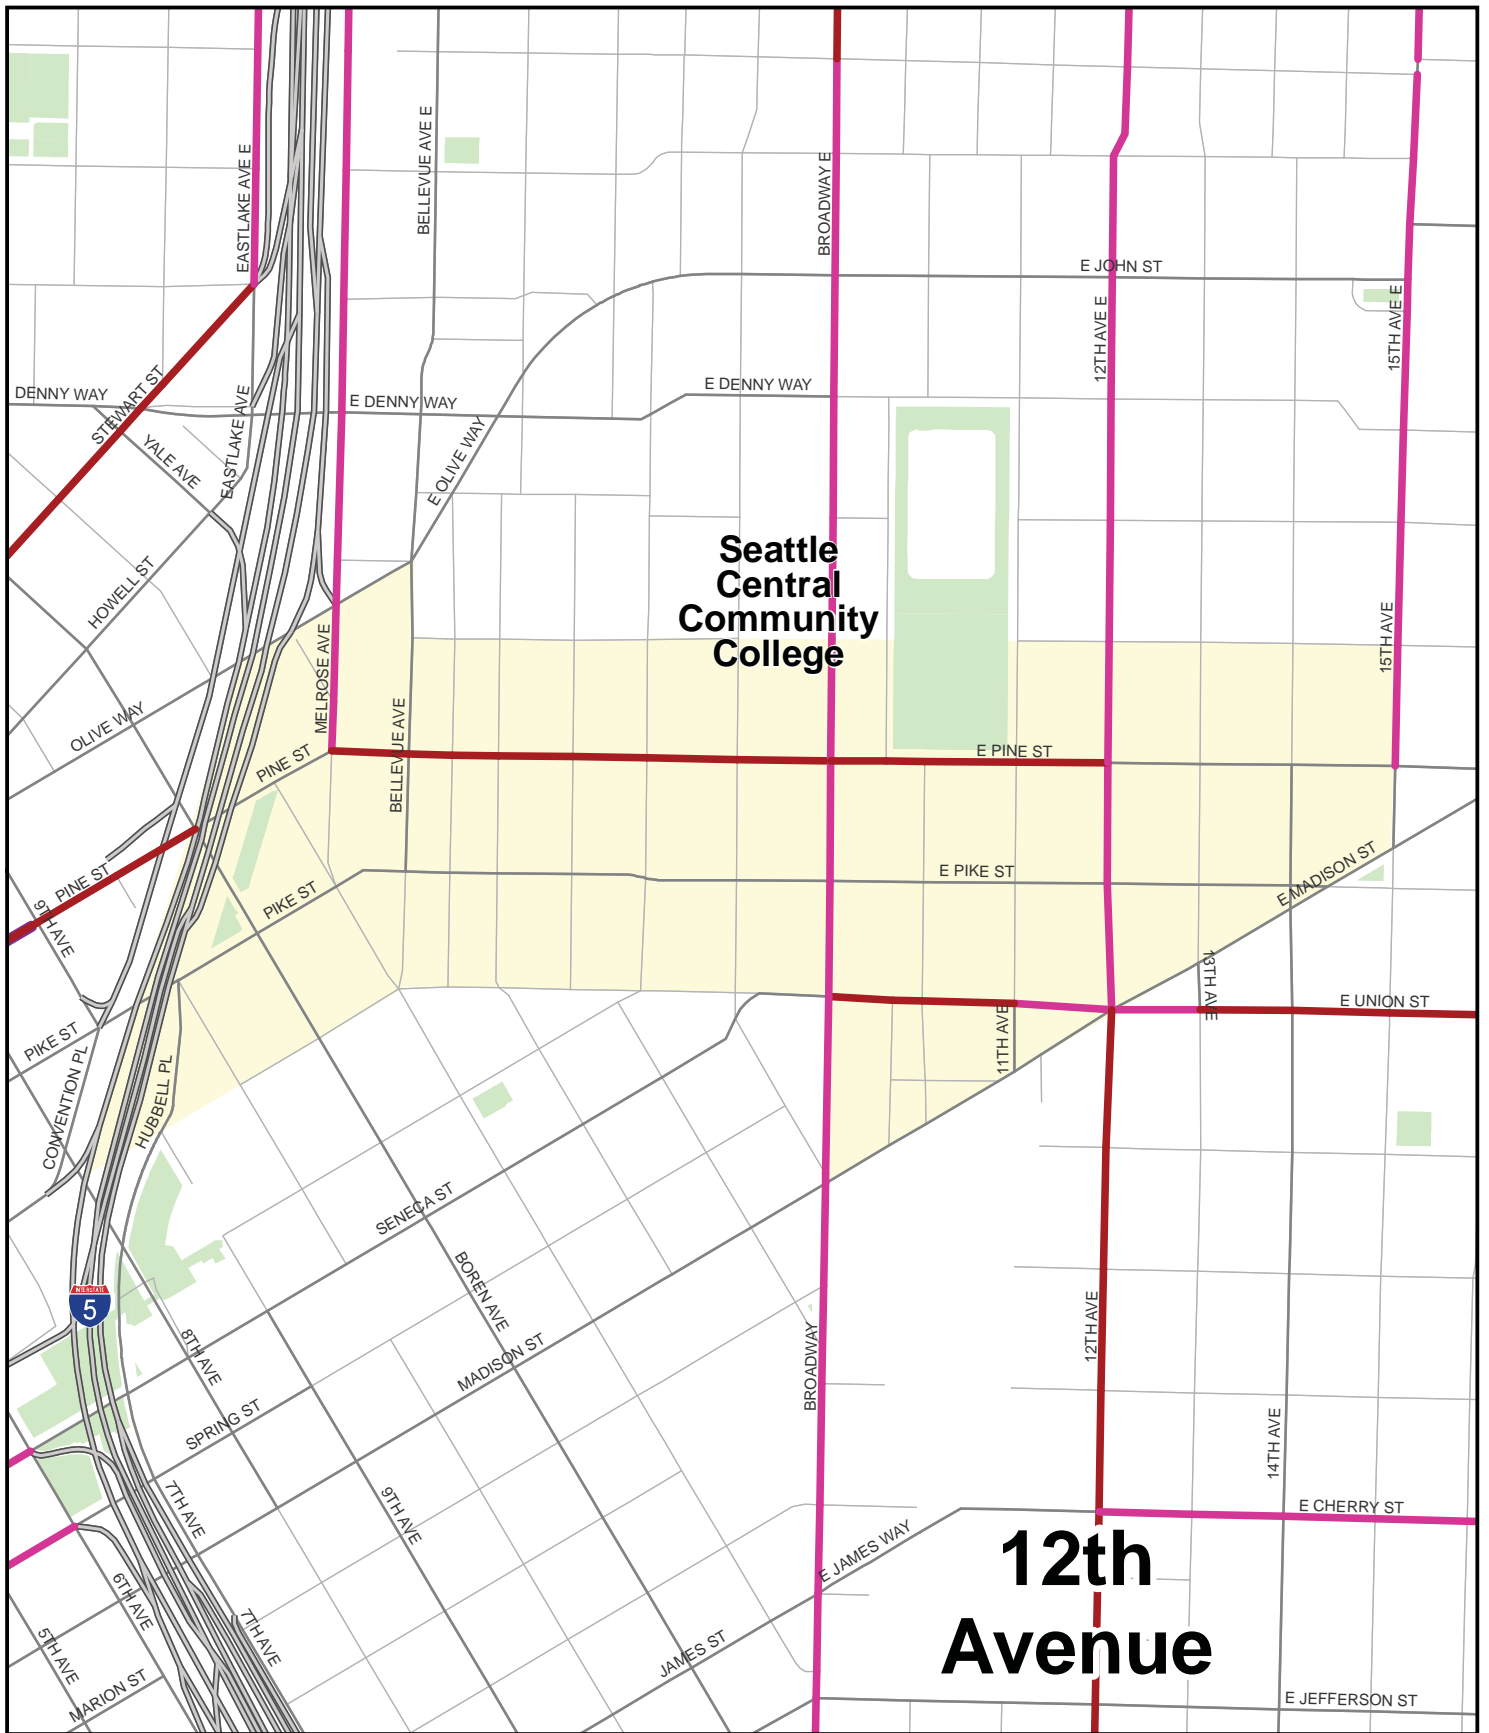 EASTLAKE AVE E
BELLEVUE AVE E
BROADWAY E
E JOHN ST
12TH AVE E
15TH AVE E
DENNY WAY
STEWART ST
E DENNY WAY
E DENNY WAY
YALE AVE
EASTLAKE AVE
E OLIVE WAY
HOWELL ST
Seattle
Central
Community
College
MELROSE AVE
15TH AVE
OLIVE WAY
BELLEVUE AVE
PINE ST
E PINE ST
PINE ST
9TH AVE
PIKE ST
E PIKE ST
E MADISON ST
13TH AVE
E UNION ST
11TH AVE
PIKE ST
CONVENTION PL
HUBBELL PL
SENECA ST
BOREN AVE
INTERSTATE
5
8TH AVE
MADISON ST
BROADWAY
12TH AVE
14TH AVE
SPRING ST
7TH AVE
9TH AVE
E CHERRY ST
E JAMES WAY
12th
Avenue
6TH AVE
7TH AVE
5TH AVE
JAMES ST
MARION ST
E JEFFERSON ST